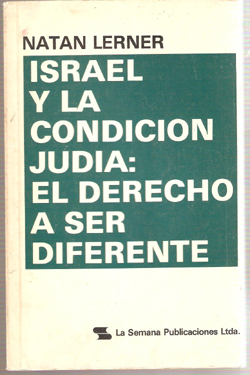 NATAN LERNER
ISRAEL
Y LA
CONDICION
JUDIA:
EL DERECHO
A SER
DIFERENTE
La Semana Publicaciones Ltda.